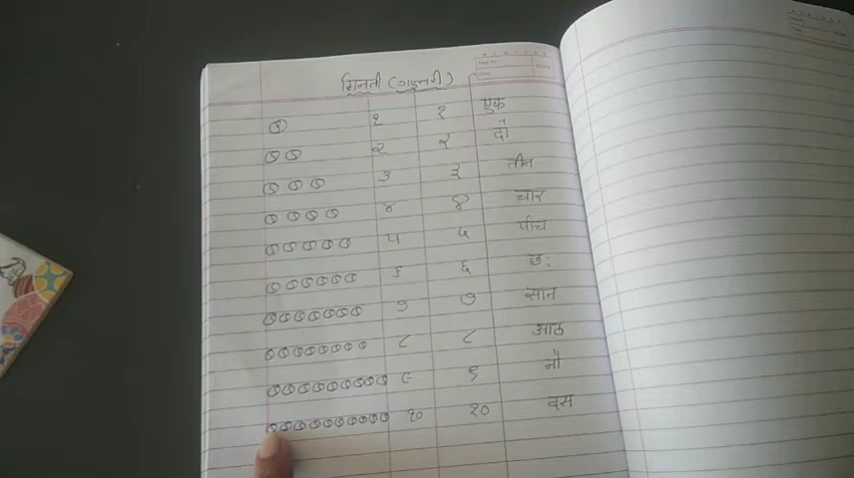 १ १ एक
२ २ दो
३ ३ तीन
४ ४ चार
५ ५ पाँच
६ ६ छः
७ ७ सात
८ ८ आठ
९ ९ नौ
१० १० दस